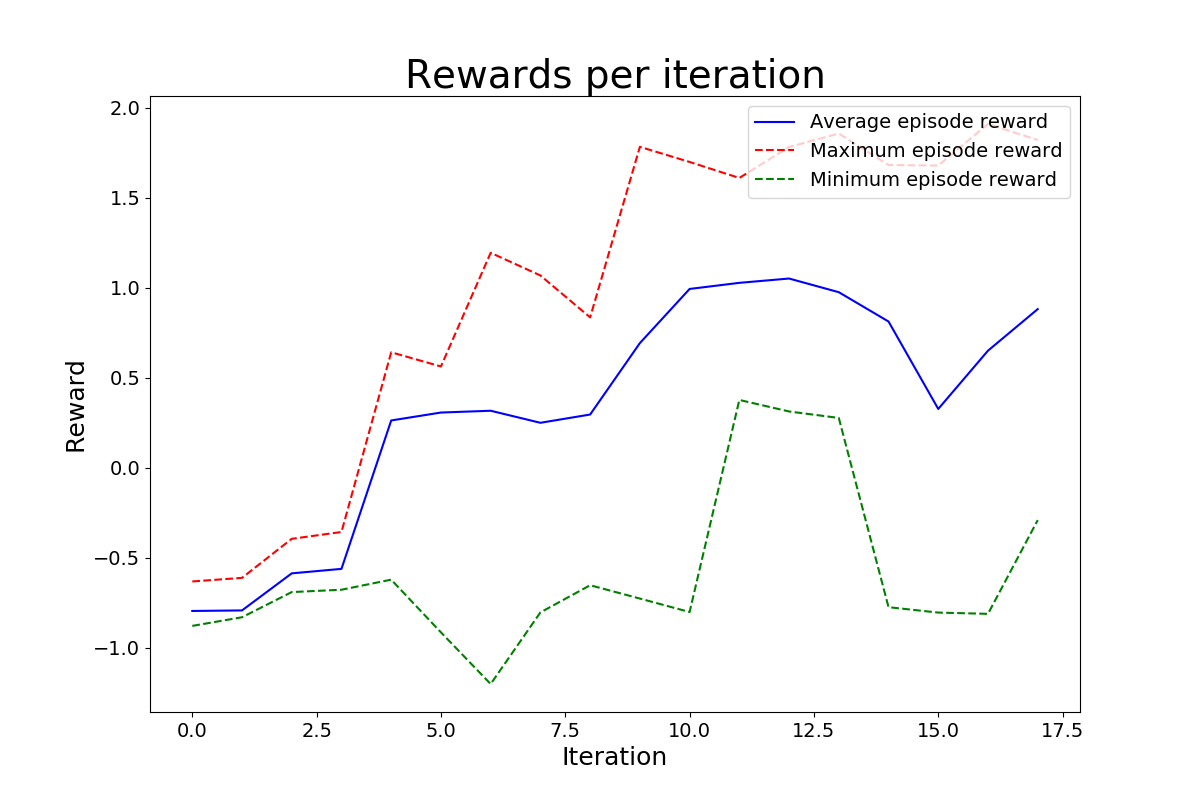 Rewards per iteration
Average episode reward
Maximum episode reward
Minimum episode reward
2.0
1.5
1.0
0.5
0.0
−0.5
−1.0
Reward
0.0 2.5 5.0 7.5 10.0 12.5 15.0 17.5
Iteration